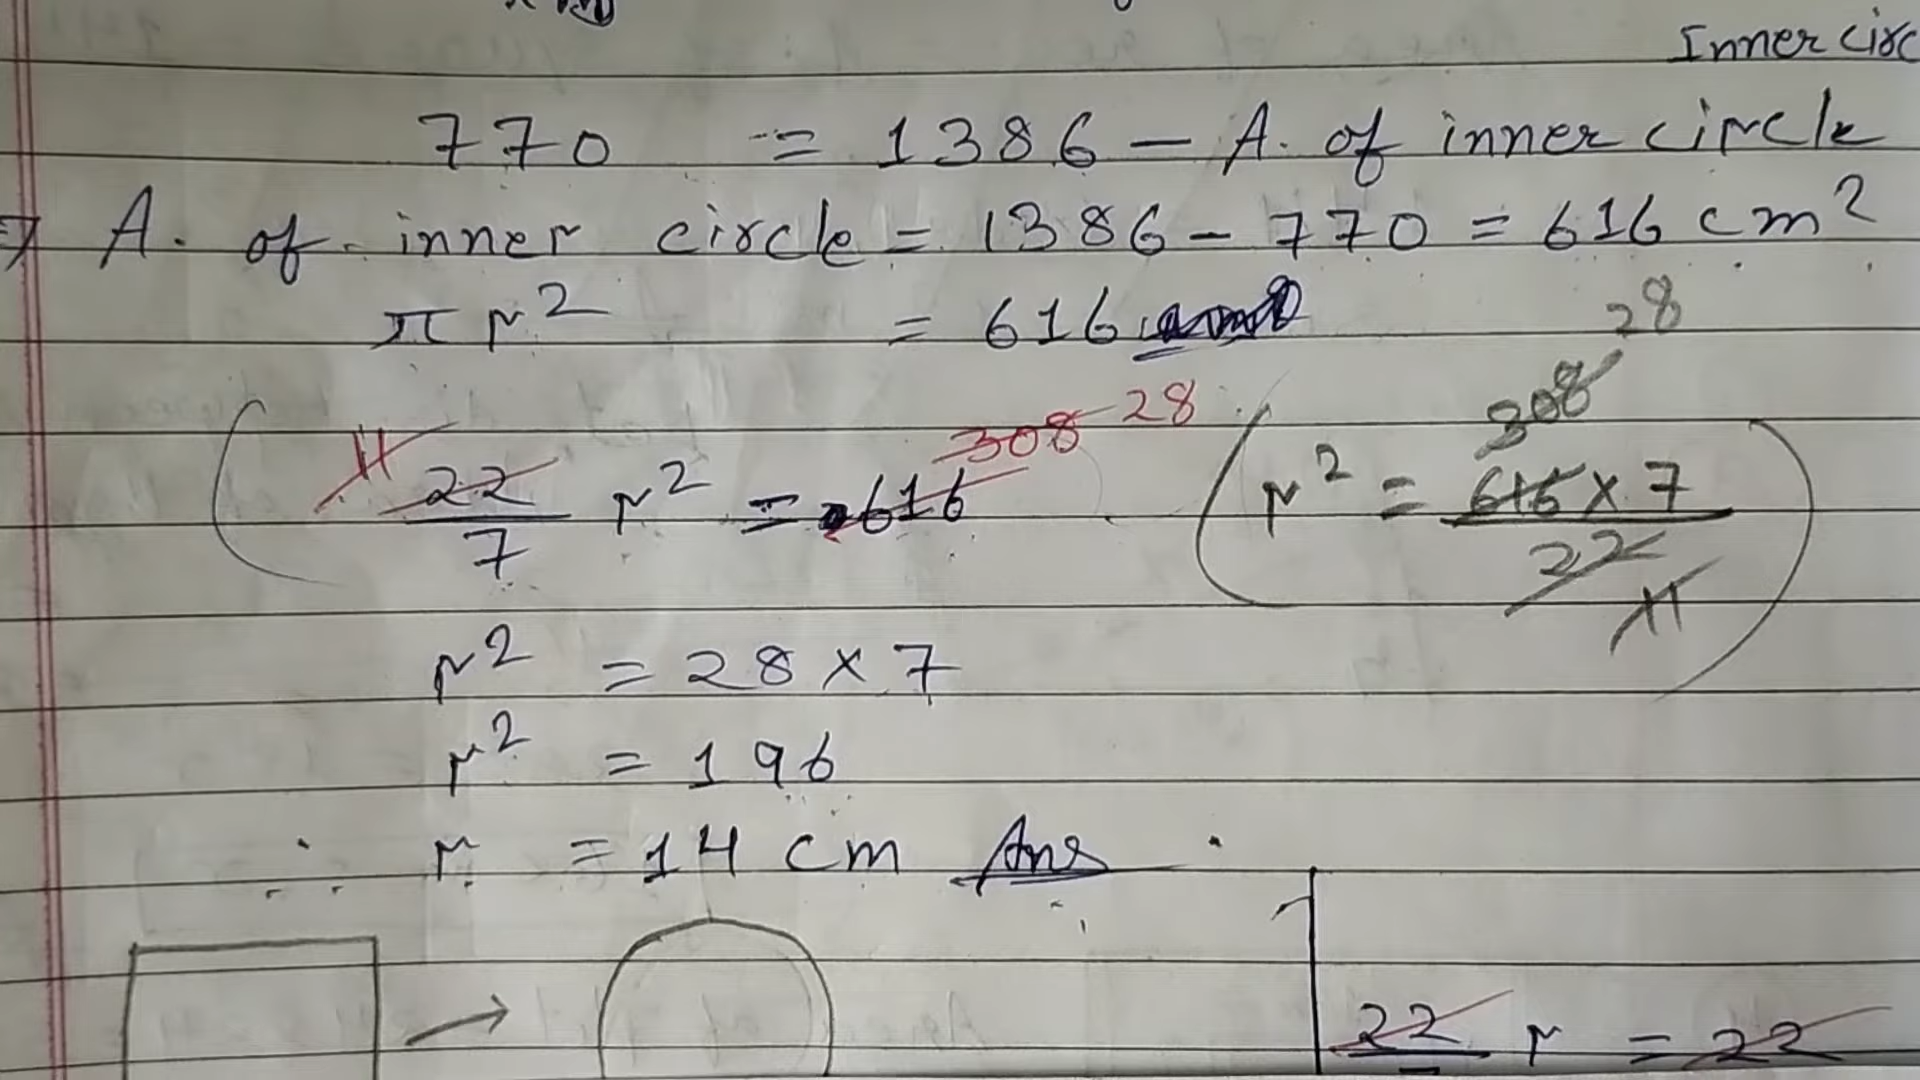 Inner circ
770 = 1386 - A. of inner circle
⇒ A. of inner circle = 1386 - 770 = 616 cm²
πr² = 616
28
308
11 22/7 r² = 616 308 28
(r² = 616 × 7 / 22)
11
r² = 28 × 7
r² = 196
∴ r = 14 cm Ans
22 r = 22